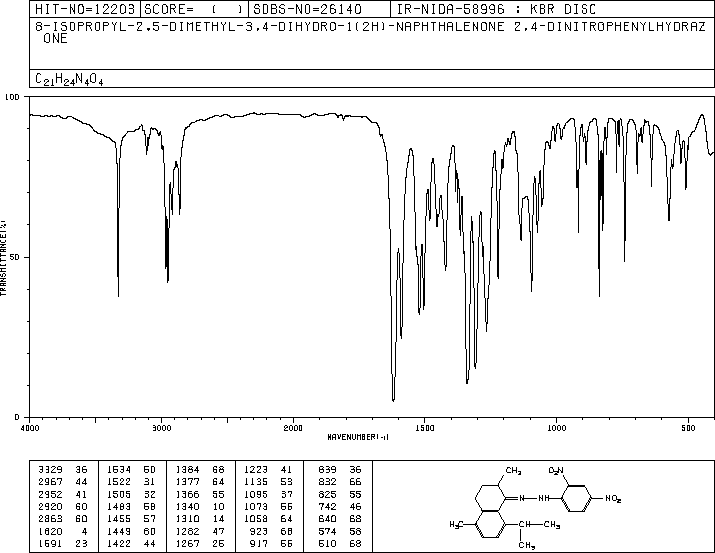 HIT-NO=12203 SCORE= ( ) SDBS-NO=26140 IR-NIDA-58996 : KBR DISC
8-ISOPROPYL-2,5-DIMETHYL-3,4-DIHYDRO-1(2H)-NAPHTHALENONE 2,4-DINITROPHENYLHYDRAZ
ONE
C21H24N4O4
100
50
0
TRANSMITTANCE(%)
4000 3000 2000 1500 1000 500
WAVENUMBER(-1)
3329 36 1534 50 1384 68 1223 41 839 36
2967 44 1522 31 1377 64 1135 53 832 66
2952 41 1505 32 1366 55 1095 37 825 55
2920 60 1483 58 1340 10 1073 55 742 46
2863 60 1455 57 1310 14 1058 64 640 68
1620 4 1449 60 1282 47 923 68 574 58
1591 23 1422 44 1267 25 917 55 510 68
CH3
O2N
N NH NO2
CH3
CH3
CH3